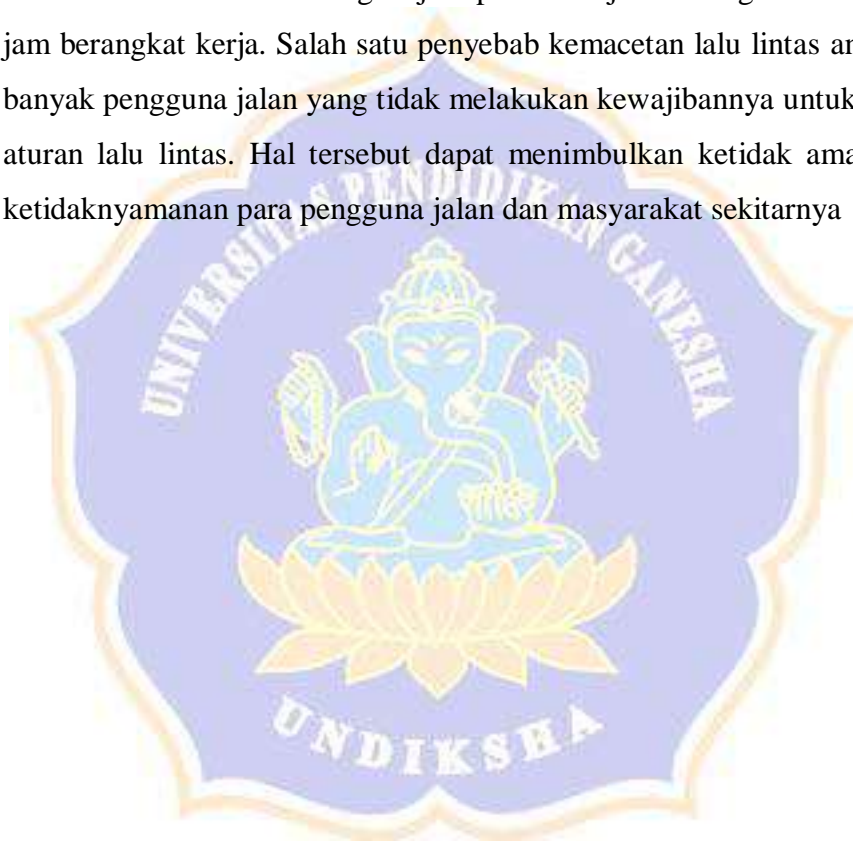 jam berangkat kerja. Salah satu penyebab kemacetan lalu lintas
banyak pengguna jalan yang tidak melakukan kewajibannya untuk
aturan lalu lintas. Hal tersebut dapat menimbulkan ketidak
ketidaknyamanan para pengguna jalan dan masyarakat sekitarnya
UNIVERSITAS PENDIDIKAN GANESHA
UNDIKSHA